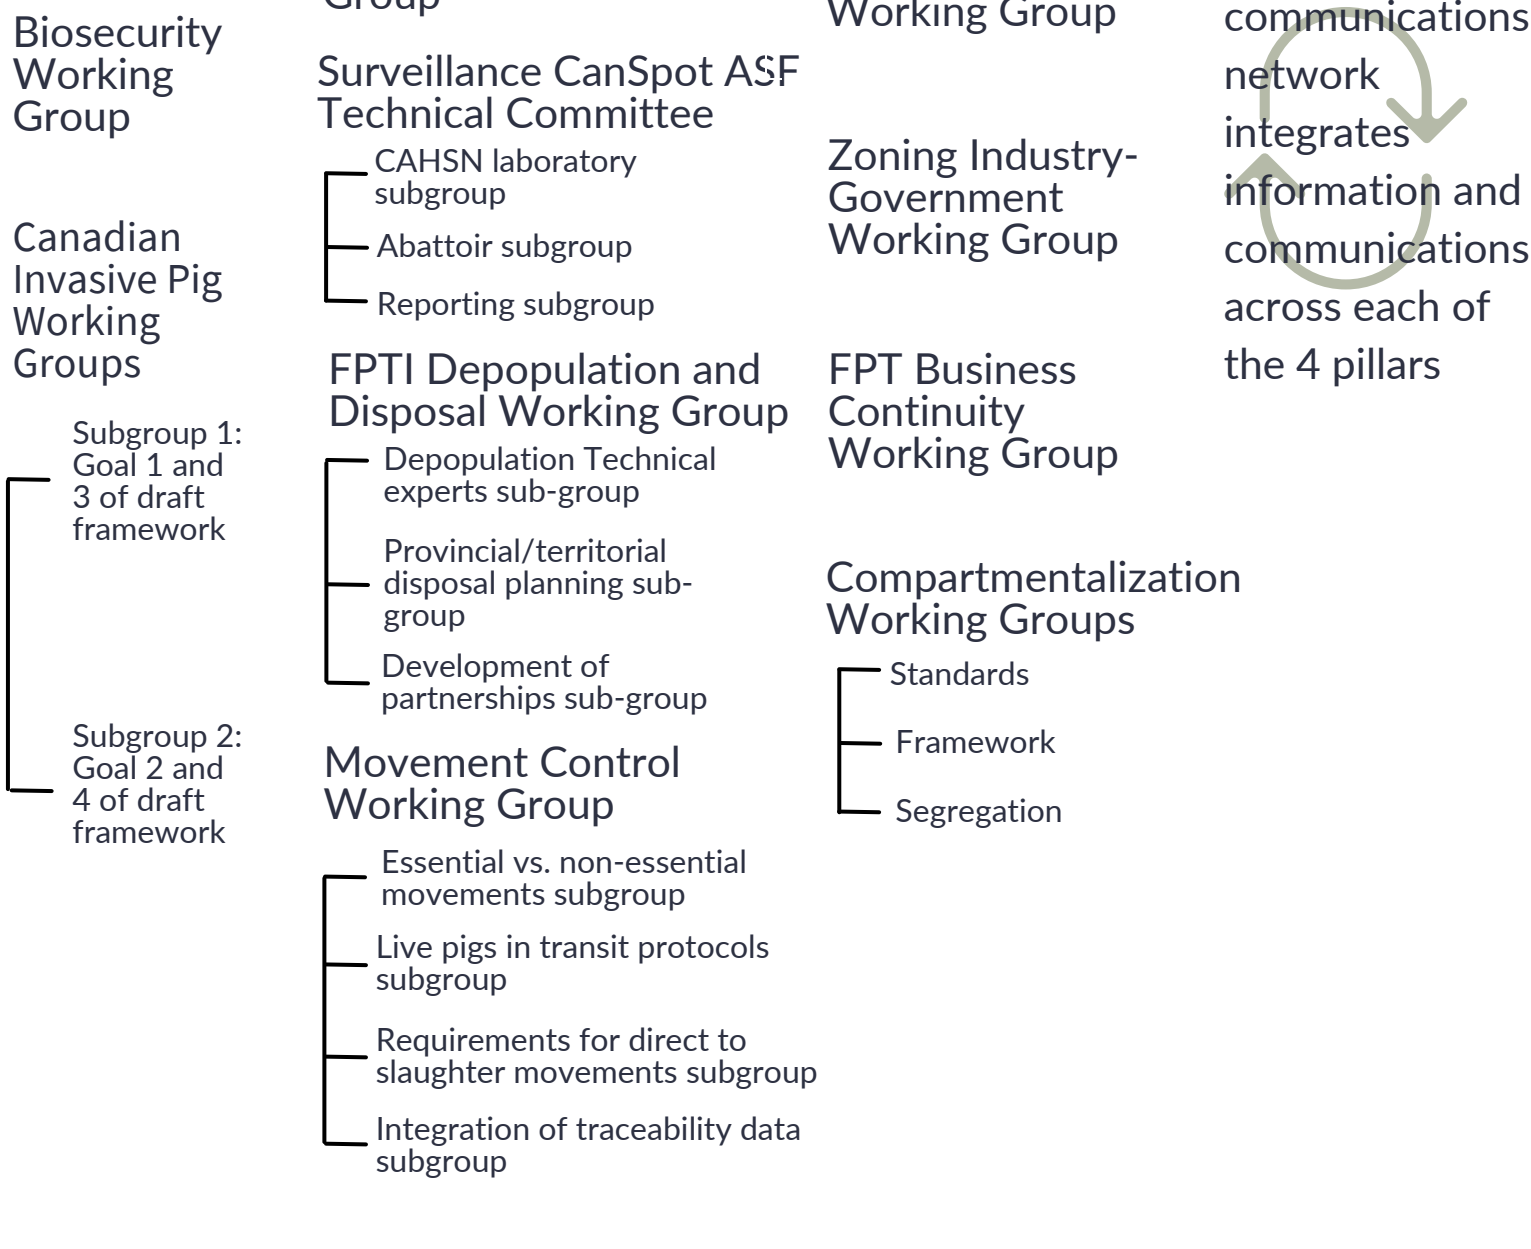 Biosecurity
Working
Group
Canadian
Invasive Pig
Working
Groups
Subgroup 1:
Goal 1 and
3 of draft
framework
Subgroup 2:
Goal 2 and
4 of draft
framework
Group
Surveillance CanSpot ASF
Technical Committee
CAHSN laboratory
subgroup
Abattoir subgroup
Reporting subgroup
FPTI Depopulation and
Disposal Working Group
Depopulation Technical
experts sub-group
Provincial/territorial
disposal planning sub-
group
Development of
partnerships sub-group
Movement Control
Working Group
Essential vs. non-essential
movements subgroup
Live pigs in transit protocols
subgroup
Requirements for direct to
slaughter movements subgroup
Integration of traceability data
subgroup
Working Group
Zoning Industry-
Government
Working Group
FPT Business
Continuity
Working Group
Compartmentalization
Working Groups
Standards
Framework
Segregation
communications
network
integrates
information and
communications
across each of
the 4 pillars